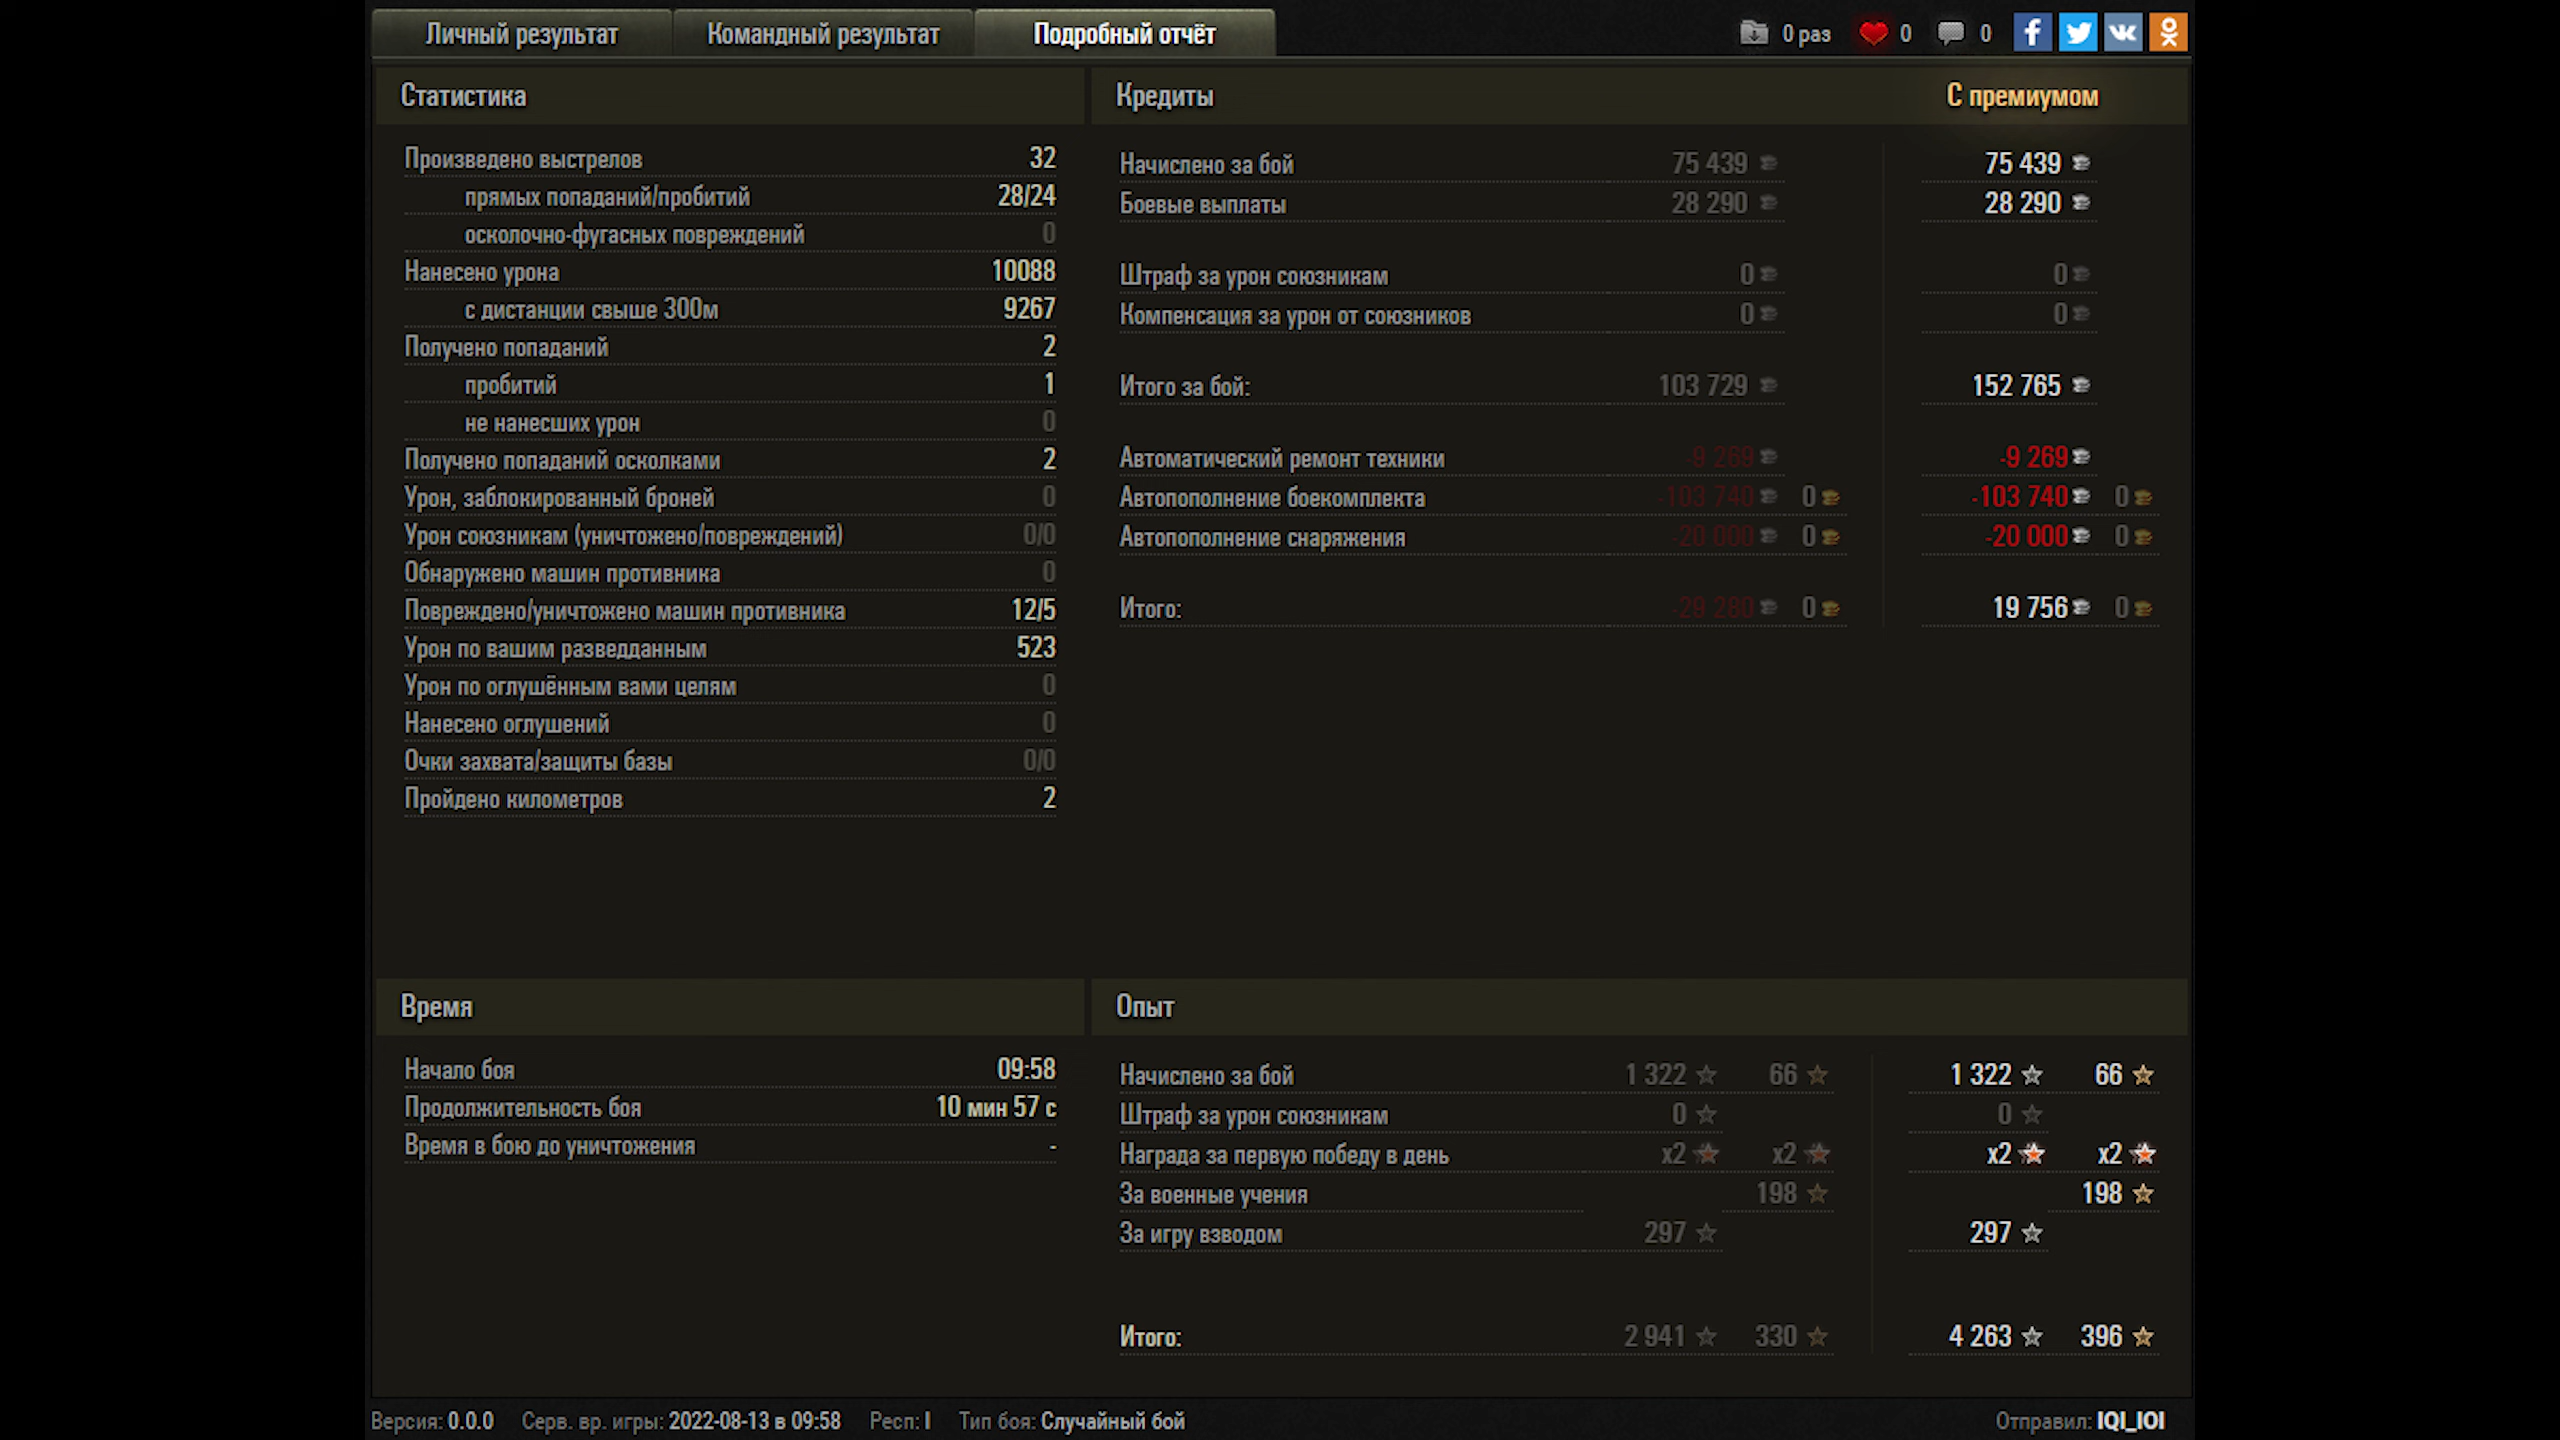 Личный результат Командный результат Подробный отчёт 0 раз 0 0
Статистика
Произведено выстрелов 32
прямых попаданий/пробитий 28/24
осколочно-фугасных повреждений 0
Нанесено урона 10088
с дистанции свыше 300м 9267
Получено попаданий 2
пробитий 1
не нанесших урон 0
Получено попаданий осколками 2
Урон, заблокированный броней 0
Урон союзникам (уничтожено/повреждений) 0/0
Обнаружено машин противника 0
Повреждено/уничтожено машин противника 12/5
Урон по вашим разведданным 523
Урон по оглушённым вами целям 0
Нанесено оглушений 0
Очки захвата/защиты базы 0/0
Пройдено километров 2
Кредиты С премиумом
Начислено за бой 75 439 75 439
Боевые выплаты 28 290 28 290
Штраф за урон союзникам 0 0
Компенсация за урон от союзников 0 0
Итого за бой: 103 729 152 765
Автоматический ремонт техники -9 269 -9 269
Автопополнение боекомплекта -103 740 0 -103 740 0
Автопополнение снаряжения -20 000 0 -20 000 0
Итого: -29 280 0 19 756 0
Время
Начало боя 09:58
Продолжительность боя 10 мин 57 с
Время в бою до уничтожения -
Опыт
Начислено за бой 1 322 66 1 322 66
Штраф за урон союзникам 0 0
Награда за первую победу в день x2 x2 x2 x2
За военные учения 198 198
За игру взводом 297 297
Итого: 2 941 330 4 263 396
Версия: 0.0.0 Серв. вр. игры: 2022-08-13 в 09:58 Респ: I Тип боя: Случайный бой Отправил: IQI_IOI